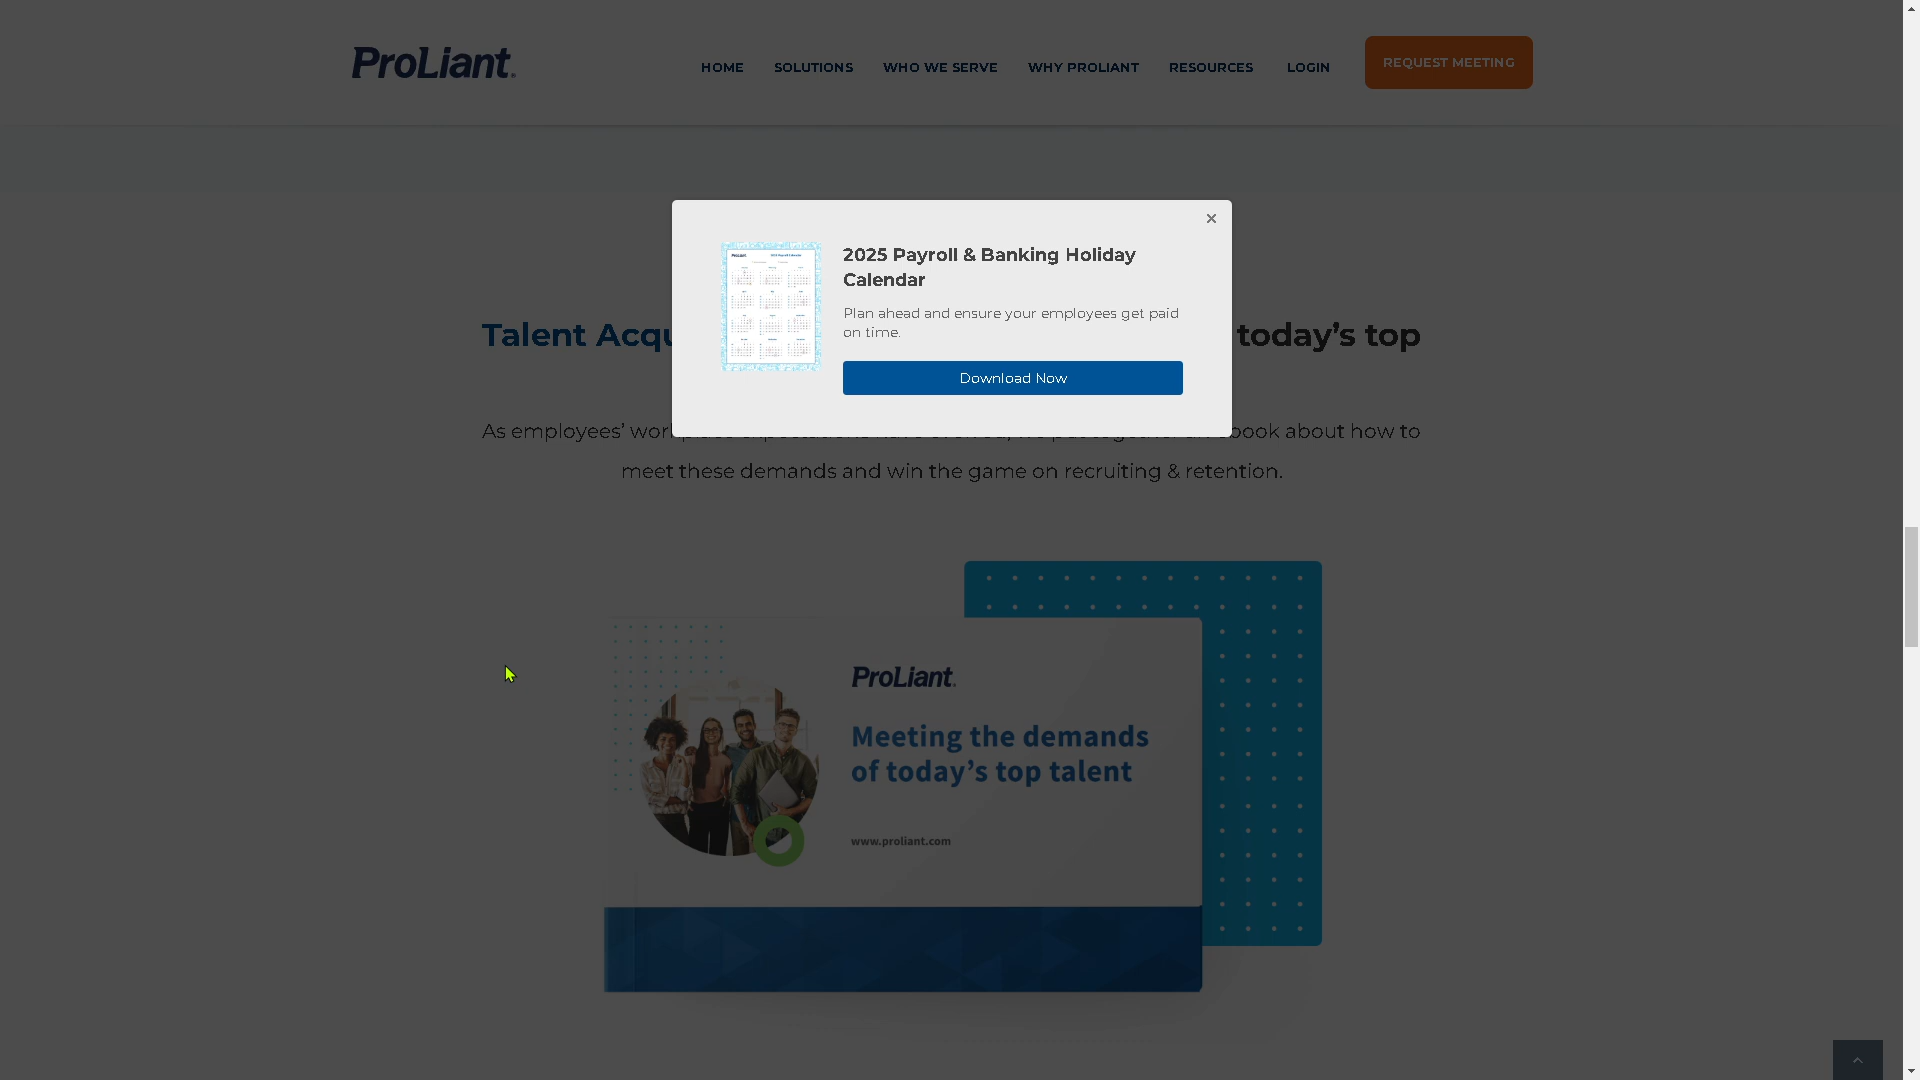 ProLiant.
HOME
SOLUTIONS
WHO WE SERVE
WHY PROLIANT
RESOURCES
LOGIN
REQUEST MEETING
2025 Payroll & Banking Holiday
Calendar
Plan ahead and ensure your employees get paid
on time.
Download Now
Talent today's top
As employees' book about how to
meet these demands and win the game on recruiting & retention.
ProLiant.
Meeting the demands
of today's top talent
www.proliant.com